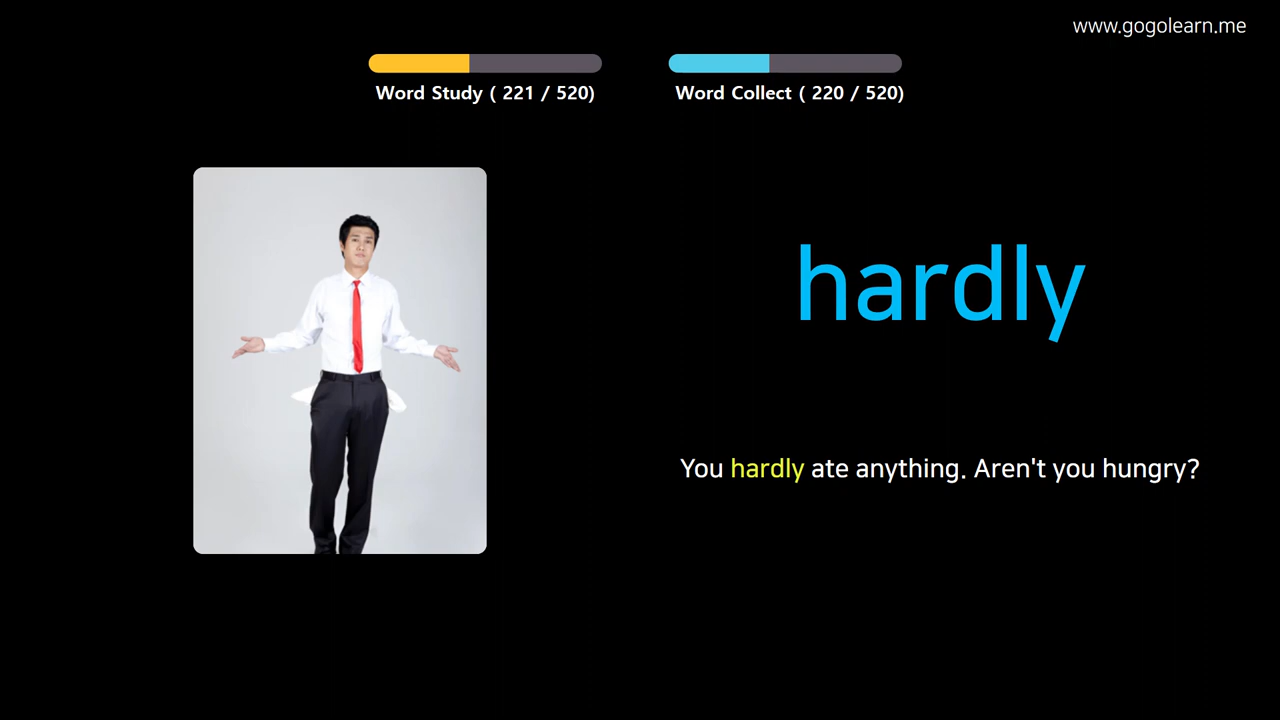 www.gogolearn.me
Word Study ( 221 / 520)
Word Collect ( 220 / 520)
hardly
You hardly ate anything. Aren't you hungry?